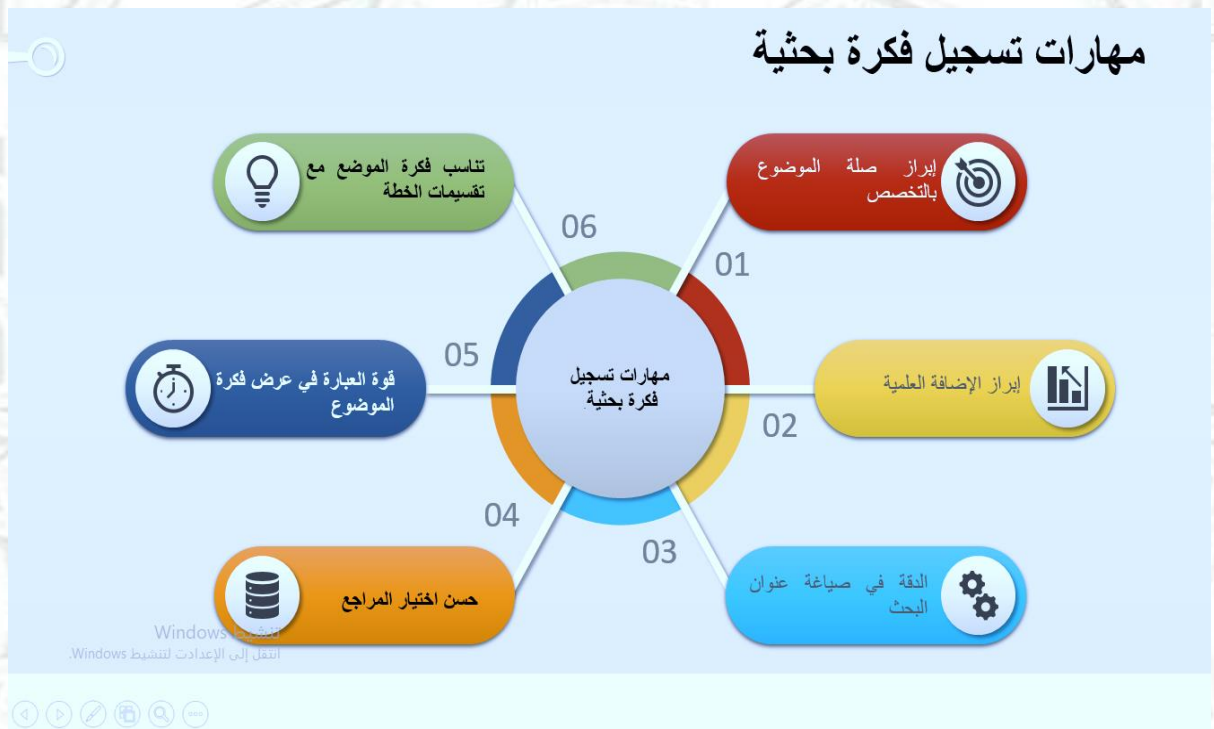 مهارات تسجيل فكرة بحثية
إبراز صلة الموضوع
بالتخصص
01
إبراز الإضافة العلمية
02
الدقة في صياغة عنوان
البحث
03
حسن اختيار المراجع
04
قوة العبارة في عرض فكرة
الموضوع
05
تناسب فكرة الموضع مع
تقسيمات الخطة
06
مهارات تسجيل
فكرة بحثية
تنشيط Windows
انتقل إلى الإعدادات لتنشيط Windows.